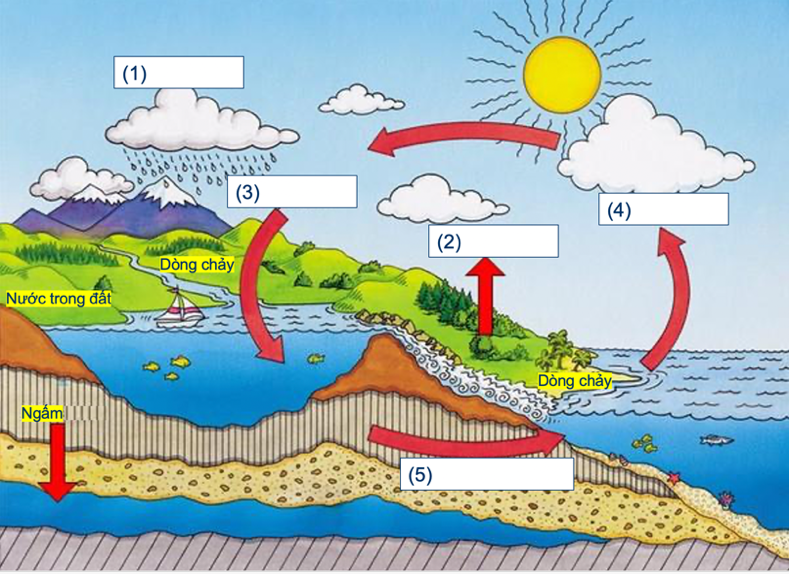 (1)
(3)
(4)
(2)
Dòng chảy
Nước trong đất
Dòng chảy
Ngấm
(5)